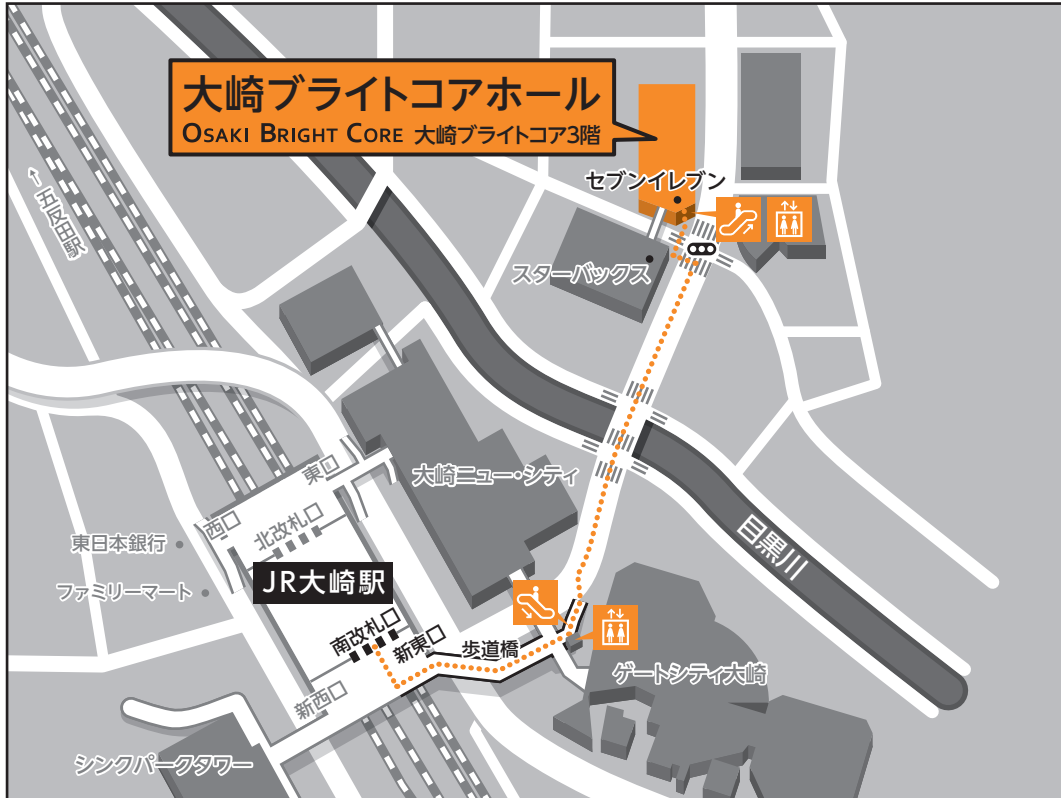 大崎ブライトコアホール
OSAKI BRIGHT CORE 大崎ブライトコア3階
←五反田駅
セブンイレブン
スターバックス
東口
大崎ニュー・シティ
西口
北改札口
東日本銀行
目黒川
ファミリーマート
JR大崎駅
南改札口
新東口
歩道橋
ゲートシティ大崎
新西口
シンクパークタワー